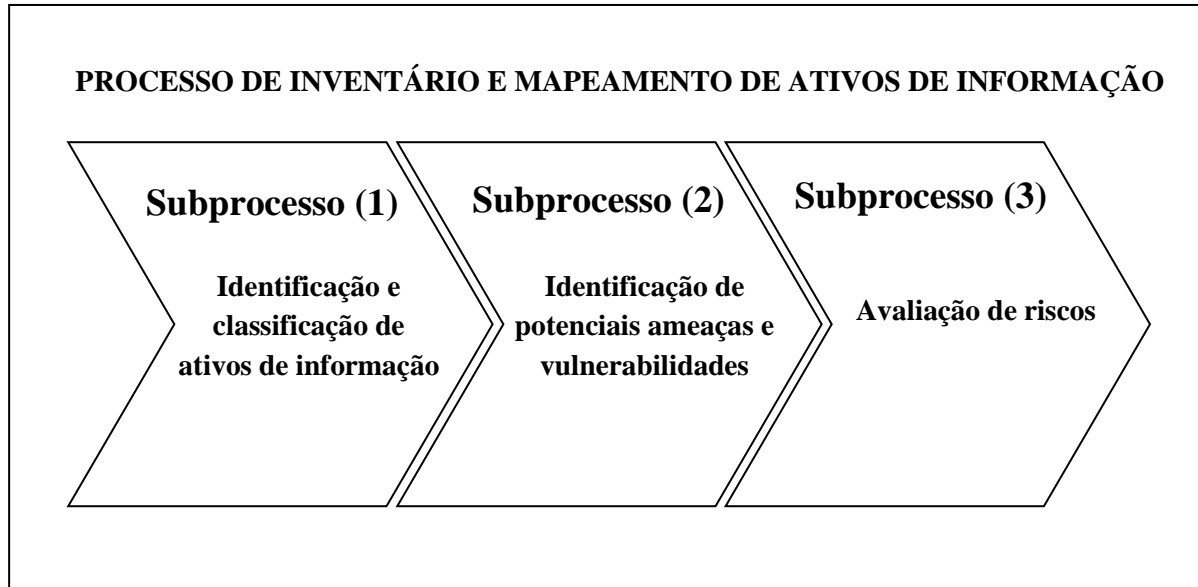 PROCESSO DE INVENTÁRIO E MAPEAMENTO DE ATIVOS DE INFORMAÇÃO
Subprocesso (1)
Identificação e
classificação de
ativos de informação
Subprocesso (2)
Identificação de
potenciais ameaças e
vulnerabilidades
Subprocesso (3)
Avaliação de riscos